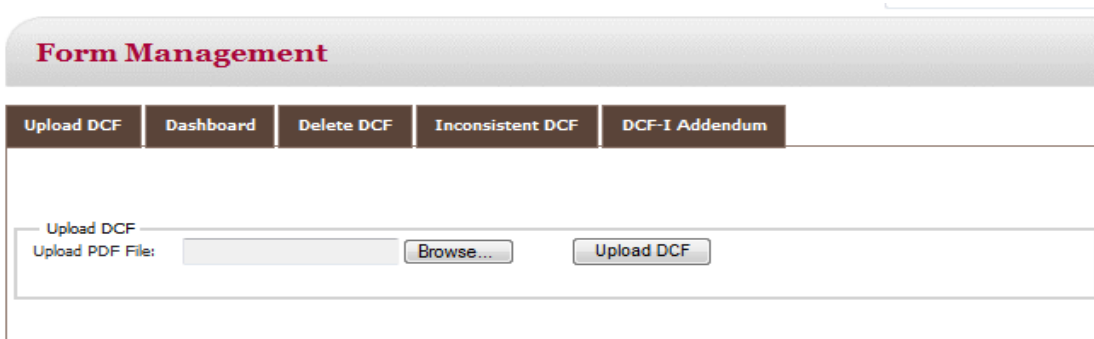 Form Management
Upload DCF Dashboard Delete DCF Inconsistent DCF DCF-I Addendum
Upload DCF
Upload PDF File: Browse... Upload DCF